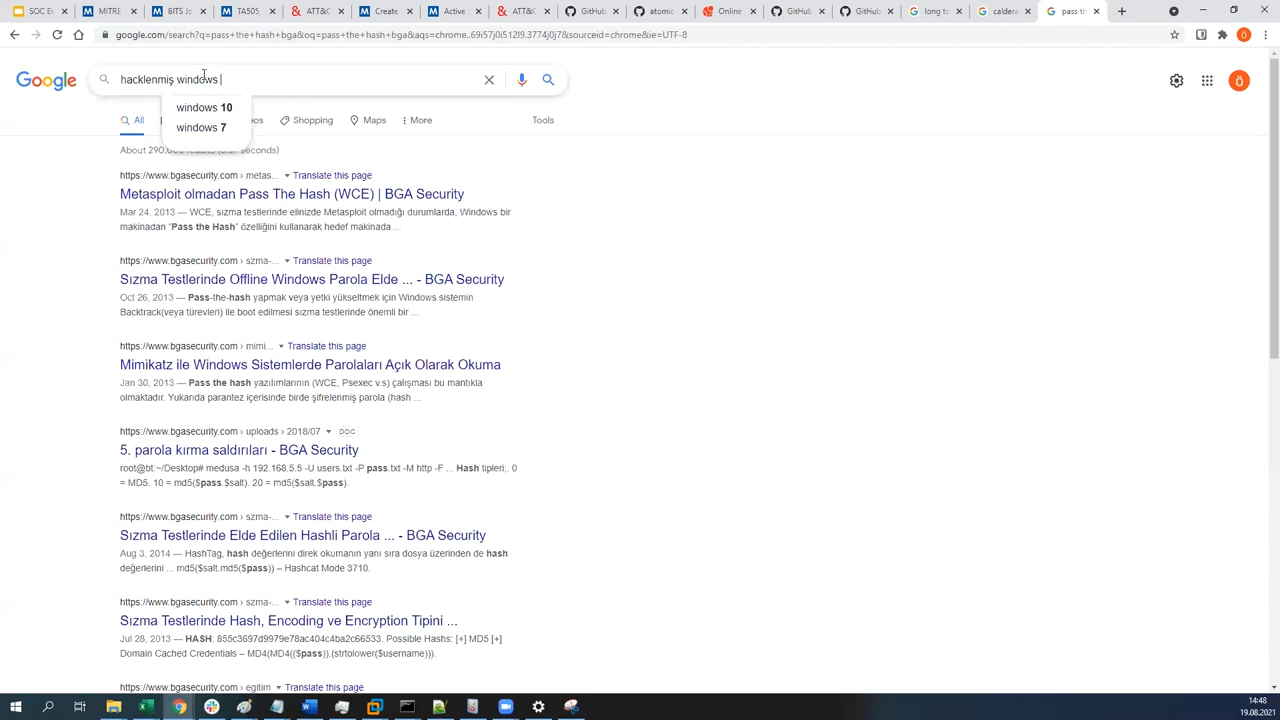 SOC Ek
MITRE
BITS Jo
TA505,
ATT&C
Create
Active
ATT&C
GitHub
atomic
Online
GitHub
GitHub
long ta
caldera
pass th
google.com/search?q=pass+the+hash+bga&oq=pass+the+hash+bga&aqs=chrome..69i57j0i512l9.3774j0j7&sourceid=chrome&ie=UTF-8
Google
hacklenmiş windows
windows 10
windows 7
All
Shopping
Maps
More
Tools
https://www.bgasecurity.com › metas... Translate this page
Metasploit olmadan Pass The Hash (WCE) | BGA Security
Mar 24, 2013 — WCE, sızma testlerinde elinizde Metasploit olmadığı durumlarda, Windows bir
makinadan “Pass the Hash” özelliğini kullanarak hedef makinada ...
https://www.bgasecurity.com › szma-... Translate this page
Sızma Testlerinde Offline Windows Parola Elde ... - BGA Security
Oct 26, 2013 — Pass-the-hash yapmak veya yetki yükseltmek için Windows sistemin
Backtrack(veya türevleri) ile boot edilmesi sızma testlerinde önemli bir ...
https://www.bgasecurity.com › mimi... Translate this page
Mimikatz ile Windows Sistemlerde Parolaları Açık Olarak Okuma
Jan 30, 2013 — Pass the hash yazılımlarının (WCE, Psexec v.s) çalışması bu mantıkla
olmaktadır. Yukarıda parantez içerisinde birde şifrelenmiş parola (hash ...
https://www.bgasecurity.com › uploads › 2018/07 DOC
5. parola kırma saldırıları - BGA Security
root@bt:~/Desktop# medusa -h 192.168.5.5 -U users.txt -P pass.txt -M http -F ... Hash tipleri;. 0
= MD5. 10 = md5($pass.$salt). 20 = md5($salt.$pass).
https://www.bgasecurity.com › szma-... Translate this page
Sızma Testlerinde Elde Edilen Hashli Parola ... - BGA Security
Aug 3, 2014 — HashTag, hash değerlerini direk okumanın yanı sıra dosya üzerinden de hash
değerlerini ... md5($salt.md5($pass)) – Hashcat Mode 3710.
https://www.bgasecurity.com › szma-... Translate this page
Sızma Testlerinde Hash, Encoding ve Encryption Tipini ...
Jul 28, 2013 — HASH: 855c3697d9979e78ac404c4ba2c66533. Possible Hashs: [+] MD5 [+]
Domain Cached Credentials – MD4(MD4(($pass)).(strtolower($username))).
https://www.bgasecurity.com › egitim Translate this page
14:48
19.08.2021